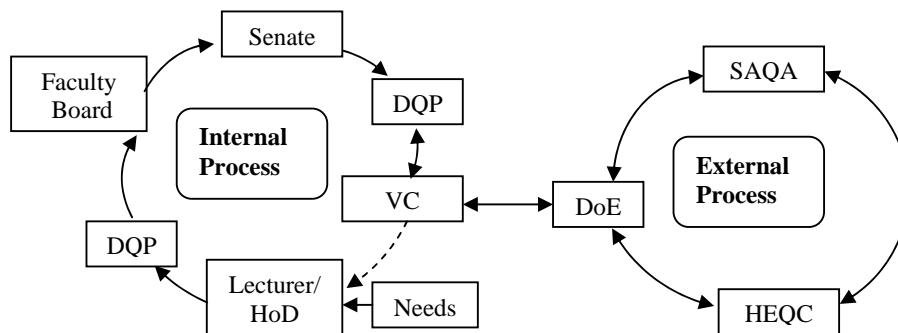 Senate
Faculty
Board
DQP
Internal
Process
VC
DQP
Lecturer/
HoD
Needs
SAQA
External
Process
DoE
HEQC